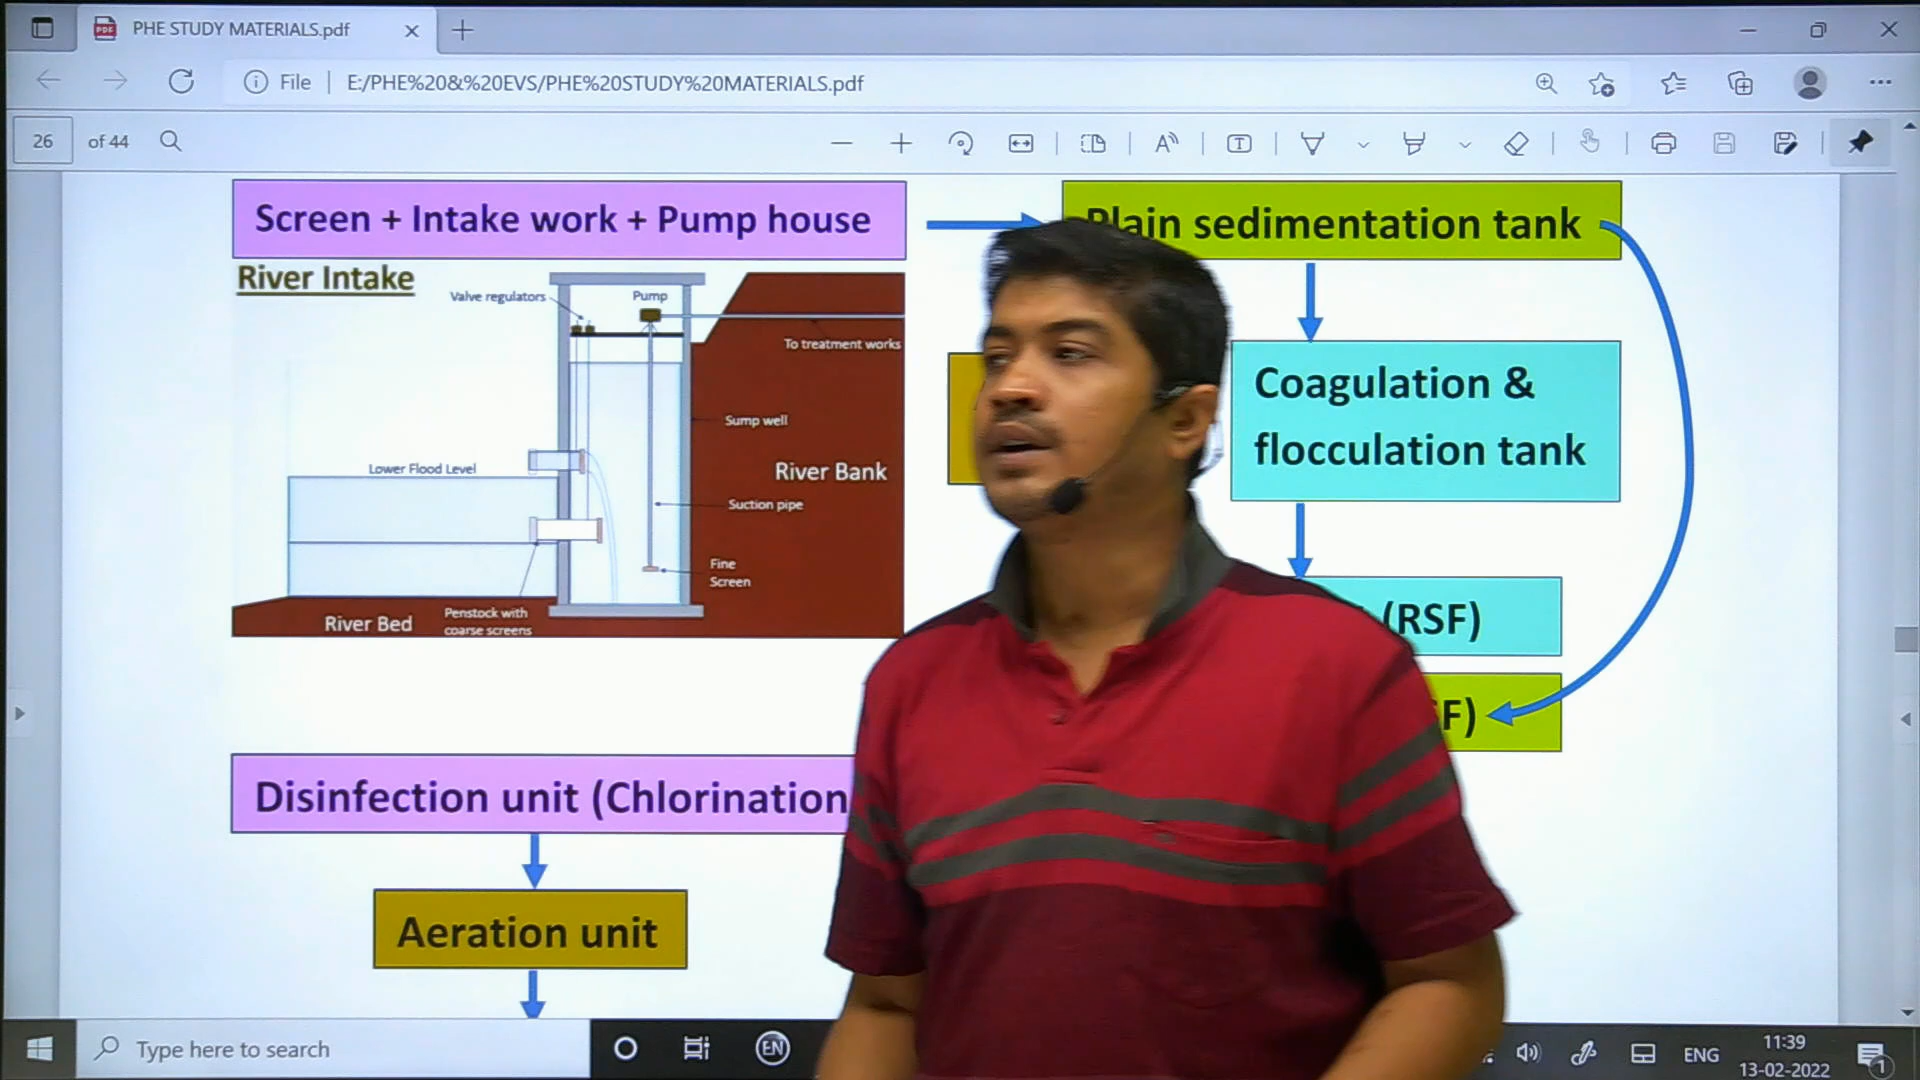 PHE STUDY MATERIALS.pdf
File
E:/PHE%20&%20EVS/PHE%20STUDY%20MATERIALS.pdf
26 of 44
Screen + Intake work + Pump house
Plain sedimentation tank
River Intake
Valve regulators
Pump
To treatment works
Coagulation &
flocculation tank
Sump well
Lower Flood Level
River Bank
Suction pipe
Fine
Screen
River Bed
Penstock with
coarse screens
(RSF)
F)
Disinfection unit (Chlorination
Aeration unit
Type here to search
EN
ENG
11:39
13-02-2022
1